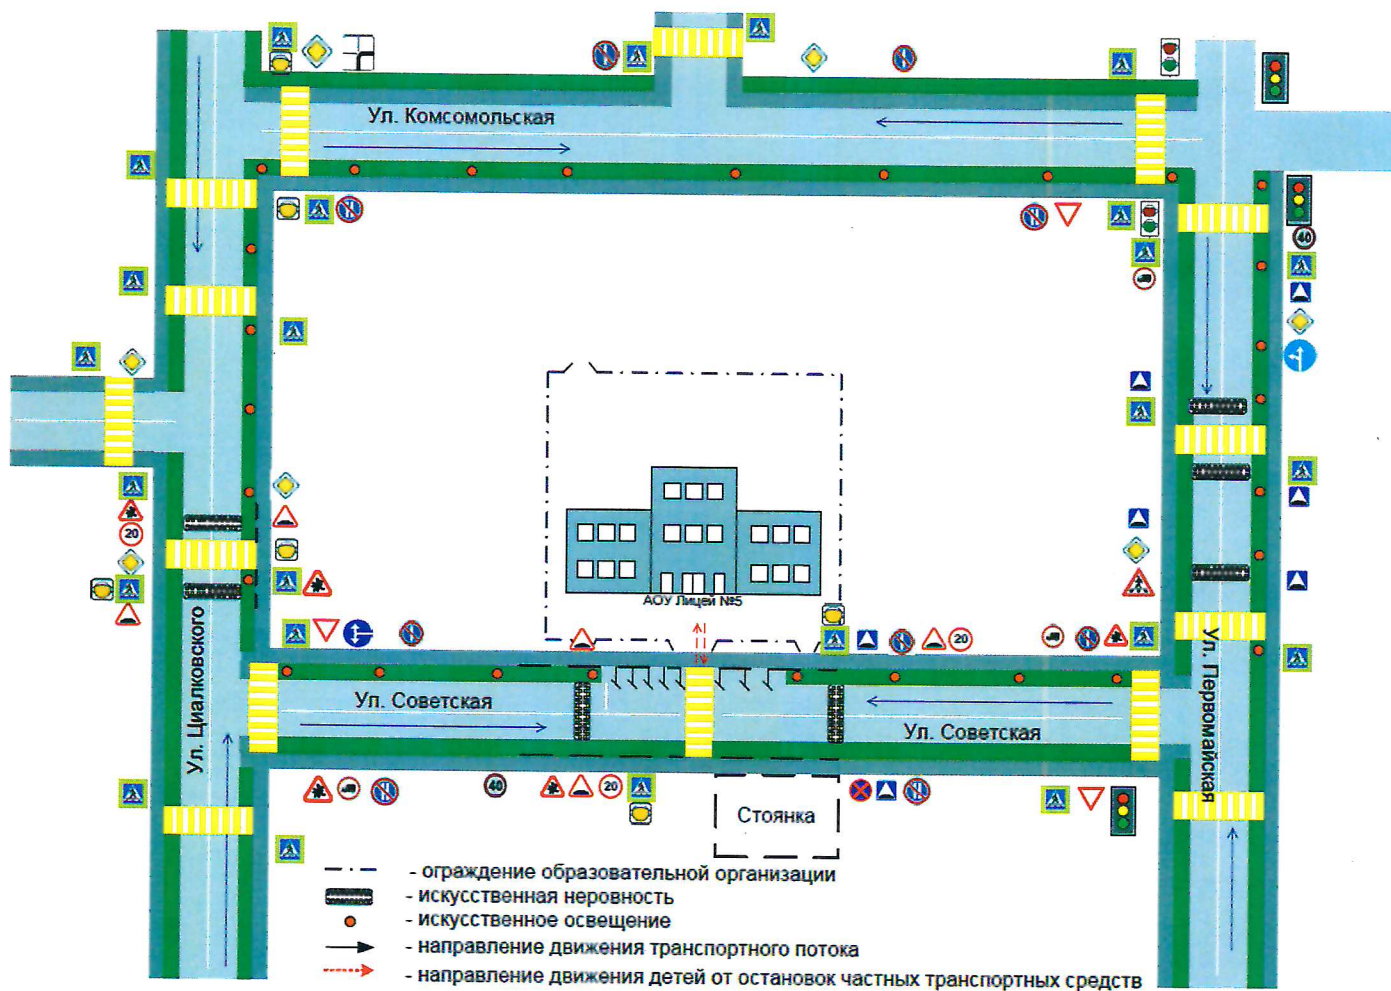 Ул. Комсомольская
40
20
АОУ Лицей №5
20
Ул. Циалковского
Ул. Советская
Ул. Советская
Ул. Первомайская
40
20
Стоянка
- ограждение образовательной организации
- искусственная неровность
- искусственное освещение
- направление движения транспортного потока
- направление движения детей от остановок частных транспортных средств